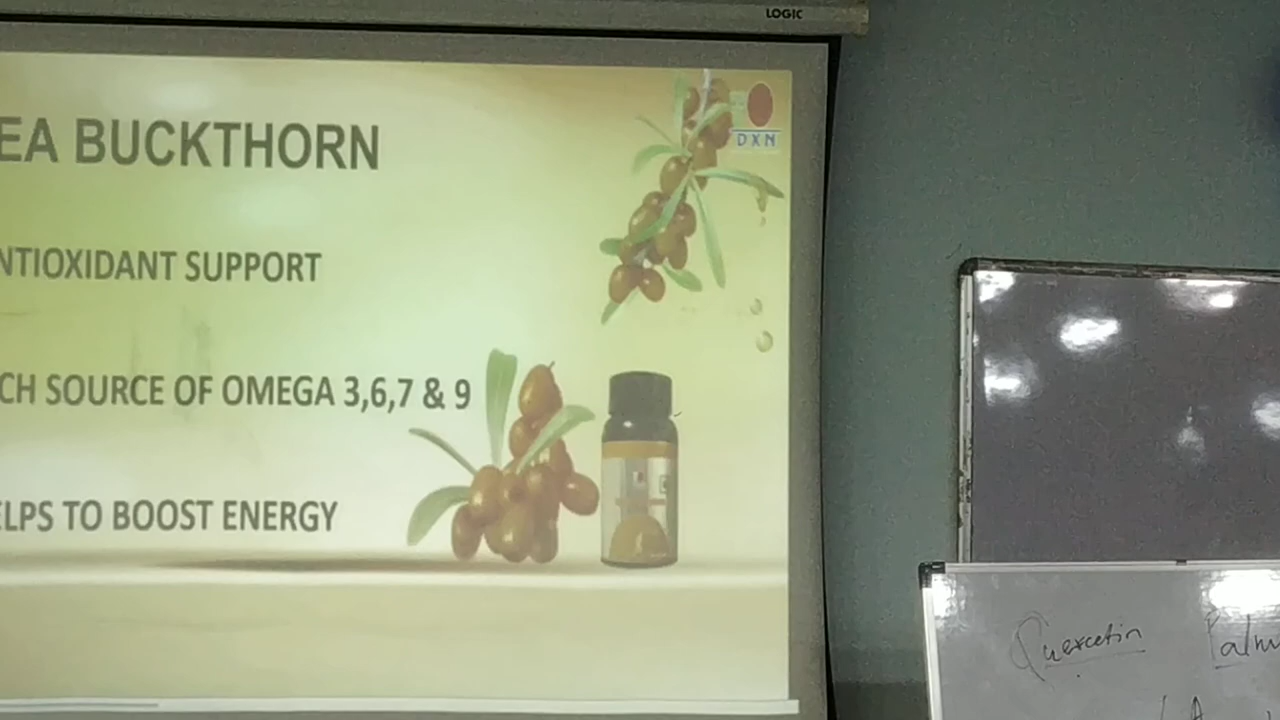 LOGIC
EA BUCKTHORN
DXN
NTIOXIDANT SUPPORT
CH SOURCE OF OMEGA 3,6,7 & 9
ELPS TO BOOST ENERGY
Quercetin Palm